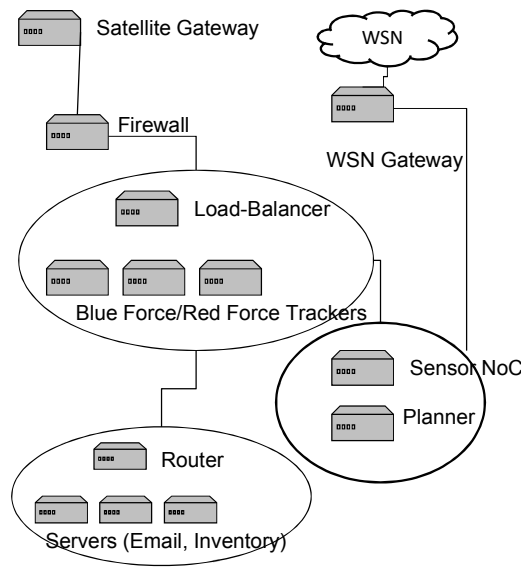 Satellite Gateway
WSN
Firewall
WSN Gateway
Load-Balancer
Blue Force/Red Force Trackers
Sensor NoC
Planner
Router
Servers (Email, Inventory)